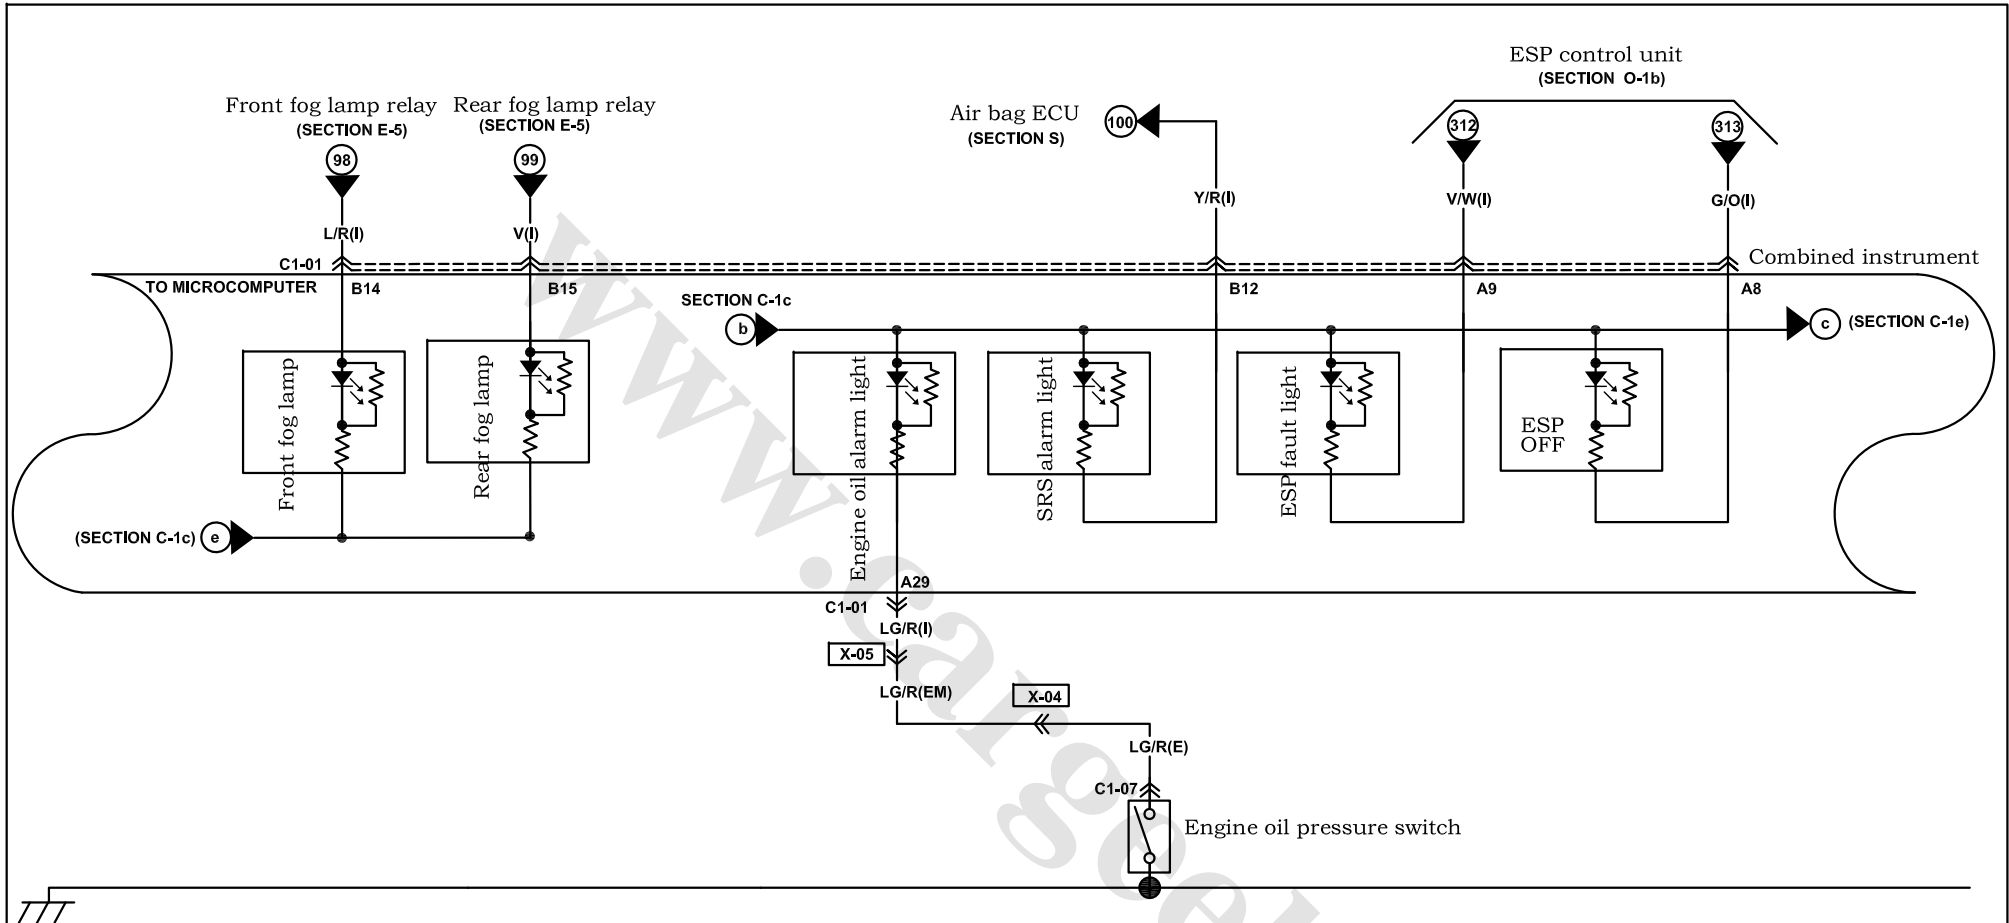 ESP control unit
(SECTION O-1b)
Front fog lamp relay
(SECTION E-5)
Rear fog lamp relay
(SECTION E-5)
Air bag ECU
(SECTION S)
98
99
100
312
313
L/R(I)
V(I)
Y/R(I)
V/W(I)
G/O(I)
C1-01
Combined instrument
TO MICROCOMPUTER
B14
B15
B12
A9
A8
SECTION C-1c
b
c
(SECTION C-1e)
Front fog lamp
Rear fog lamp
Engine oil alarm light
SRS alarm light
ESP fault light
ESP
OFF
(SECTION C-1c)
e
A29
C1-01
LG/R(I)
X-05
LG/R(EM)
X-04
LG/R(E)
C1-07
Engine oil pressure switch
www.cargeek